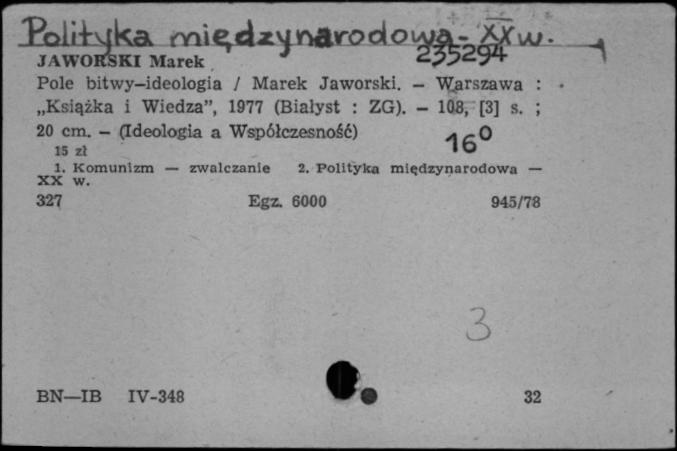 Polityka międzynarodowa - XX w.
235294
JAWORSKI Marek
Pole bitwy—ideologia / Marek Jaworski. — Warszawa :
„Książka i Wiedza”, 1977 (Białyst : ZG). — 108, [3] s. ;
20 cm. — (Ideologia a Współczesność)
16⁰
15 zł
1. Komunizm — zwalczanie 2. Polityka międzynarodowa —
XX w.
327 Egz. 6000 945/78
3
BN—IB IV-348 32